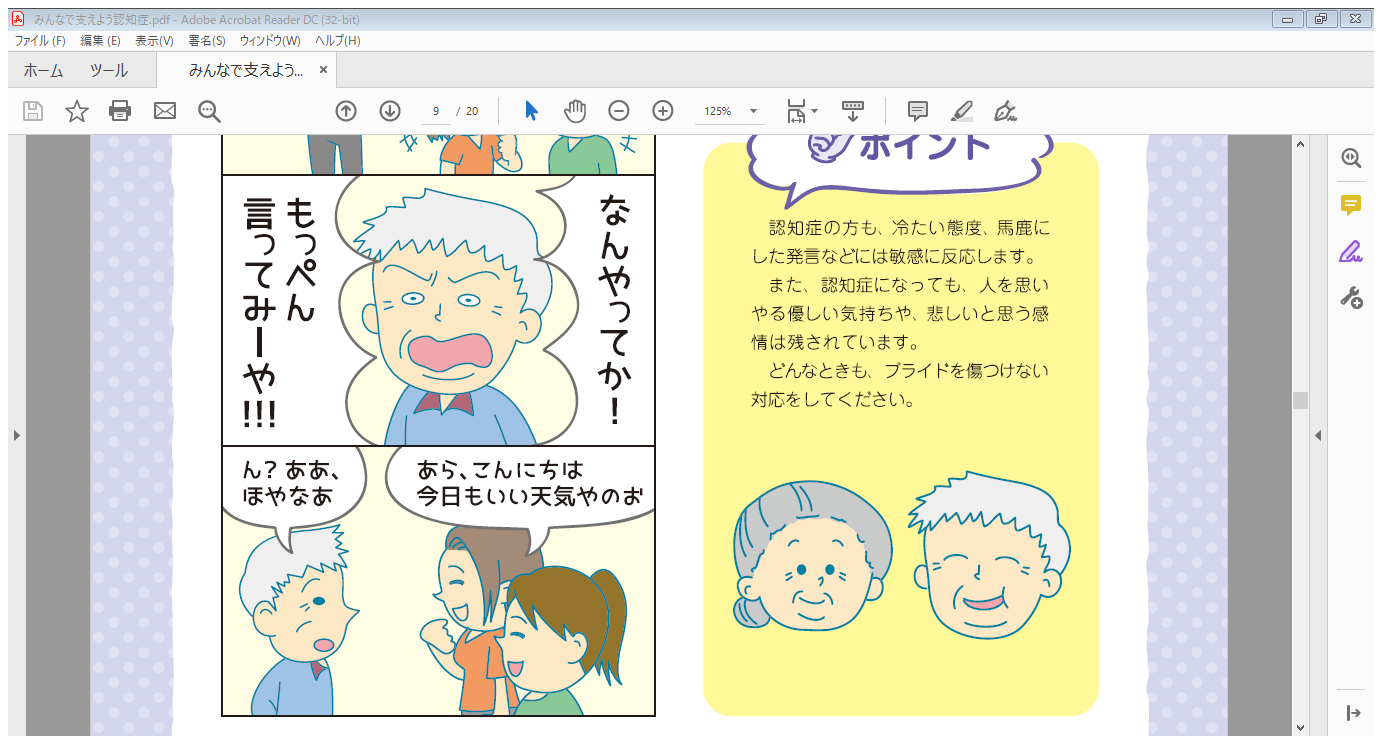 みんなで支えよう認知症.pdf - Adobe Acrobat Reader DC (32-bit)
ファイル (F) 編集 (E) 表示(V) 署名(S) ウィンドウ(W) ヘルプ(H)
ホーム ツール みんなで支えよう... ×
9 / 20 125%
なんやってか！
もっぺん
言ってみーや!!!
あら、こんにちは
今日もいい天気やのお
ん？ああ、
ほやなあ
ポイント
認知症の方も、冷たい態度、馬鹿に
した発言などには敏感に反応します。
また、認知症になっても、人を思い
やる優しい気持ちや、悲しいと思う感
情は残されています。
どんなときも、プライドを傷つけない
対応をしてください。